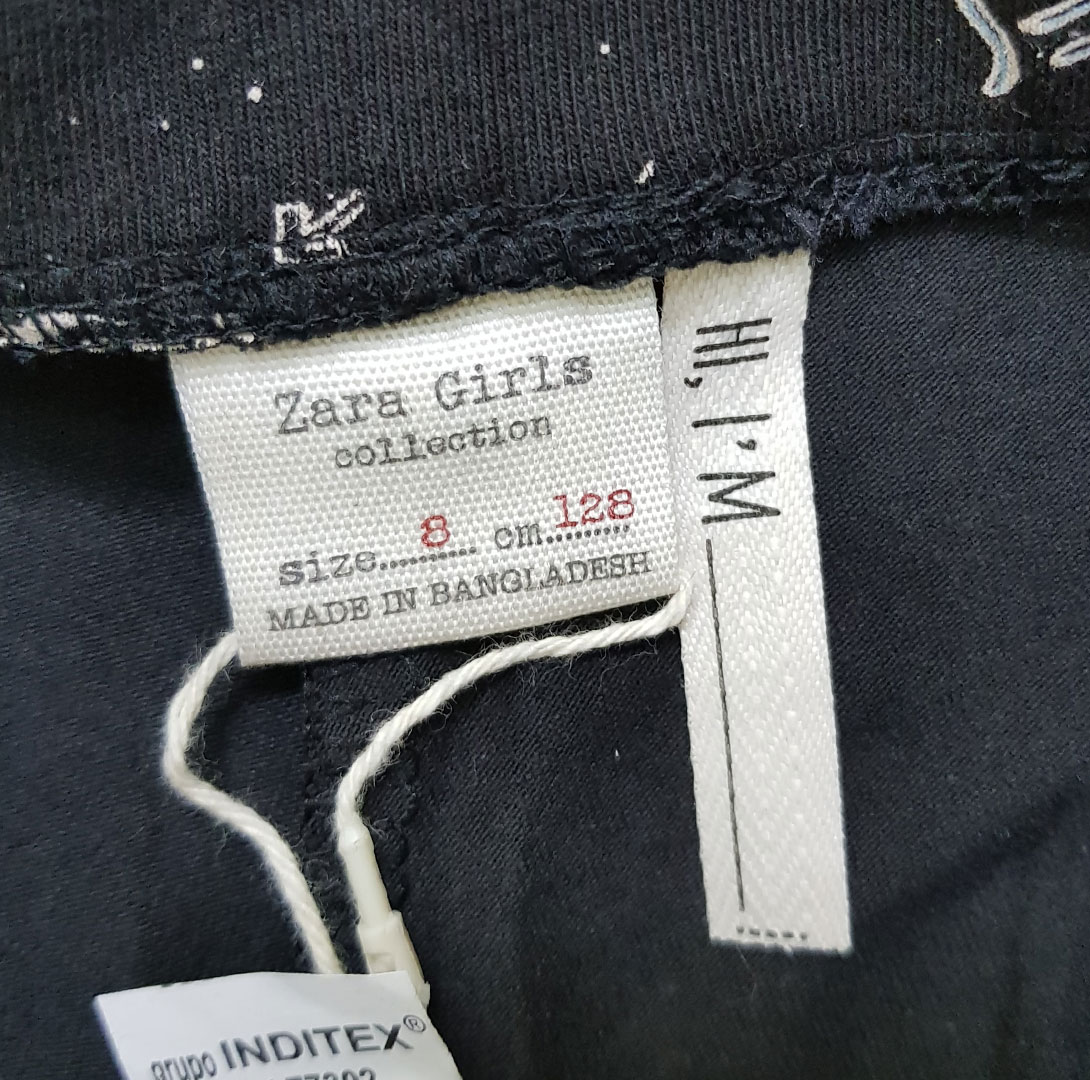 Zara Girls
collection
size.......... 8 cm.......... 128
MADE IN BANGLADESH
HI, I'M
grupo INDITEX®